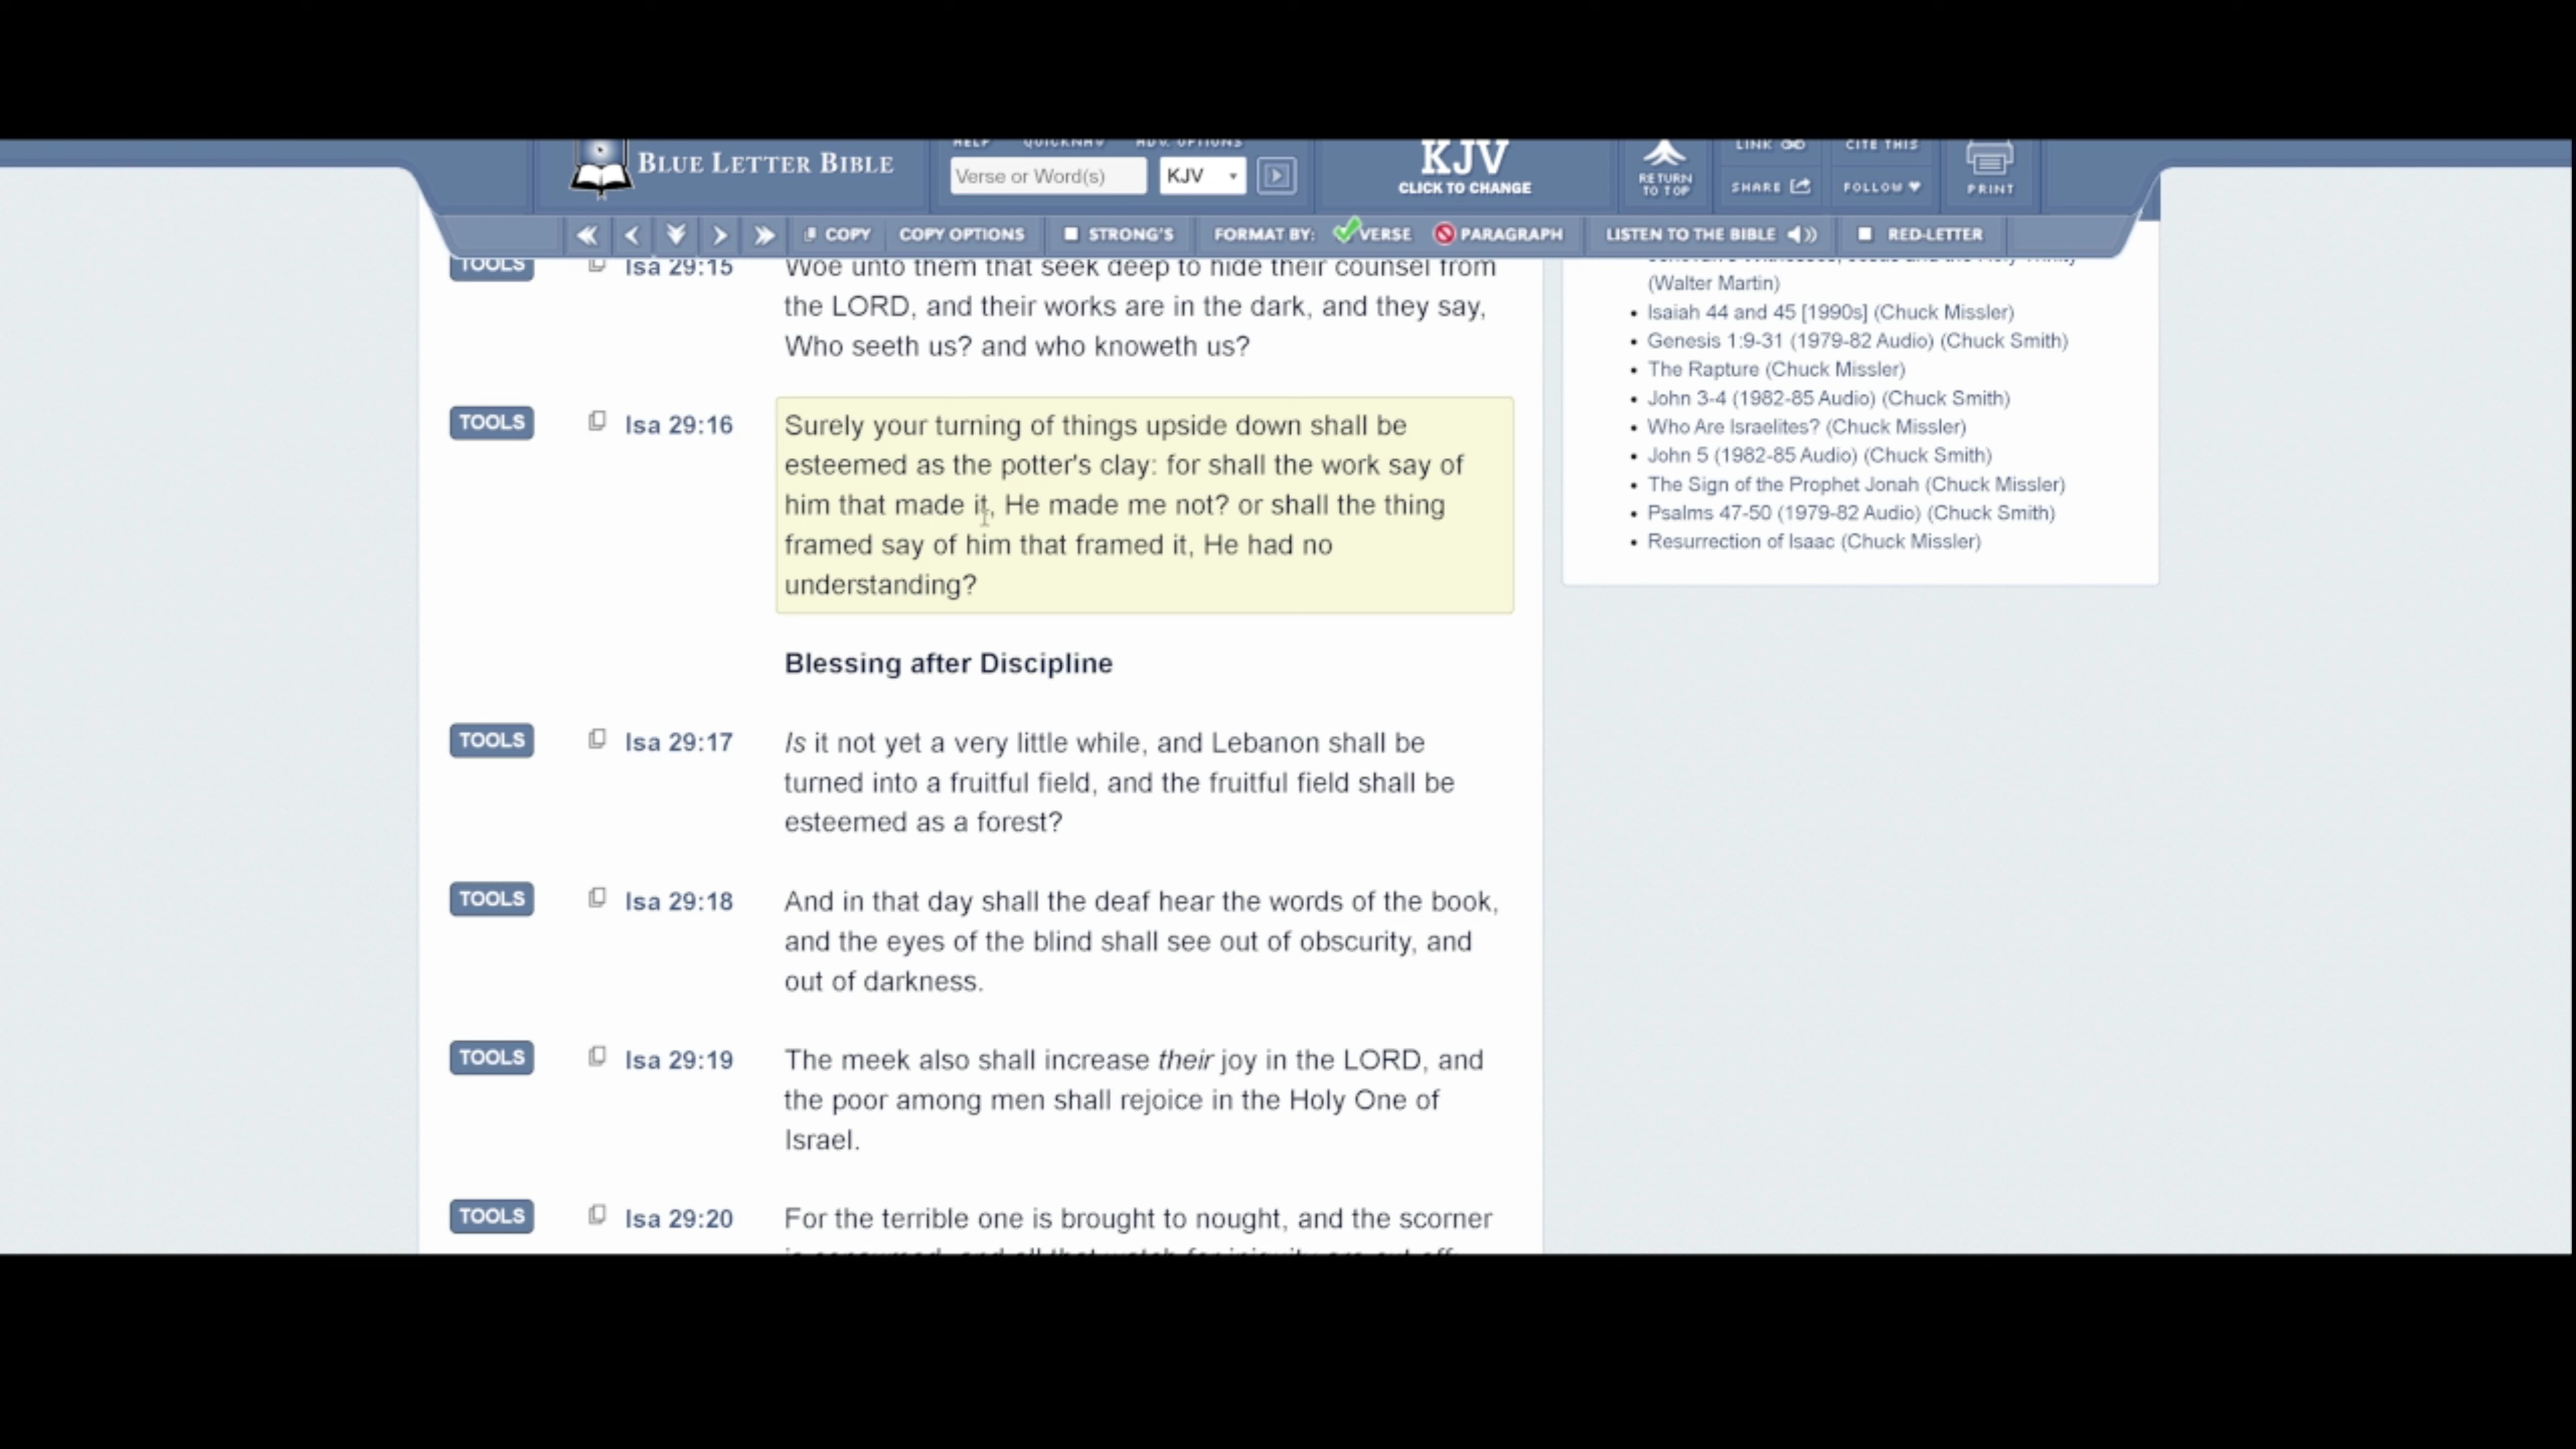 HELP QUICKNAV ADV. OPTIONS
BLUE LETTER BIBLE
Verse or Word(s)
KJV
KJV
CLICK TO CHANGE
RETURN
TO TOP
LINK
CITE THIS
SHARE
FOLLOW
PRINT
COPY
COPY OPTIONS
STRONG'S
FORMAT BY:
VERSE
PARAGRAPH
LISTEN TO THE BIBLE
RED-LETTER
TOOLS
Isa 29:15
Woe unto them that seek deep to hide their counsel from
the LORD, and their works are in the dark, and they say,
Who seeth us? and who knoweth us?
TOOLS
Isa 29:16
Surely your turning of things upside down shall be
esteemed as the potter's clay: for shall the work say of
him that made it, He made me not? or shall the thing
framed say of him that framed it, He had no
understanding?
Blessing after Discipline
TOOLS
Isa 29:17
Is it not yet a very little while, and Lebanon shall be
turned into a fruitful field, and the fruitful field shall be
esteemed as a forest?
TOOLS
Isa 29:18
And in that day shall the deaf hear the words of the book,
and the eyes of the blind shall see out of obscurity, and
out of darkness.
TOOLS
Isa 29:19
The meek also shall increase their joy in the LORD, and
the poor among men shall rejoice in the Holy One of
Israel.
TOOLS
Isa 29:20
For the terrible one is brought to nought, and the scorner
(Walter Martin)
• Isaiah 44 and 45 [1990s] (Chuck Missler)
• Genesis 1:9-31 (1979-82 Audio) (Chuck Smith)
• The Rapture (Chuck Missler)
• John 3-4 (1982-85 Audio) (Chuck Smith)
• Who Are Israelites? (Chuck Missler)
• John 5 (1982-85 Audio) (Chuck Smith)
• The Sign of the Prophet Jonah (Chuck Missler)
• Psalms 47-50 (1979-82 Audio) (Chuck Smith)
• Resurrection of Isaac (Chuck Missler)